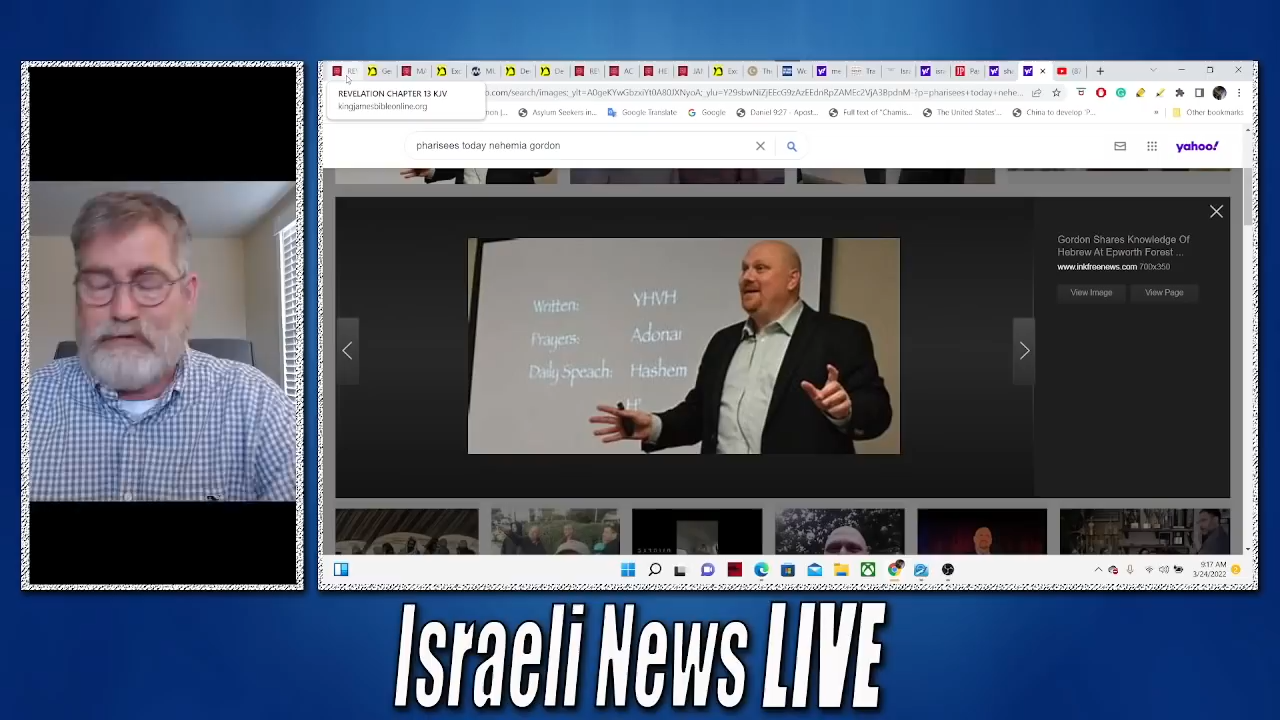 REVELATION CHAPTER 13 KJV
kingjamesbibleonline.org
Asylum Seekers in...
Google Translate
Google
Daniel 9:27 - Apost...
Full text of "Chamis...
The United States'...
China to develop 'P...
»
Other bookmarks
pharisees today nehemia gordon
yahoo!
Gordon Shares Knowledge Of
Hebrew At Epworth Forest ...
www.inkfreenews.com 700x350
View Image
View Page
Written: YHVH
Prayers: Adonai
Daily Speach: Hashem
9:17 AM
3/24/2022
Israeli News LIVE